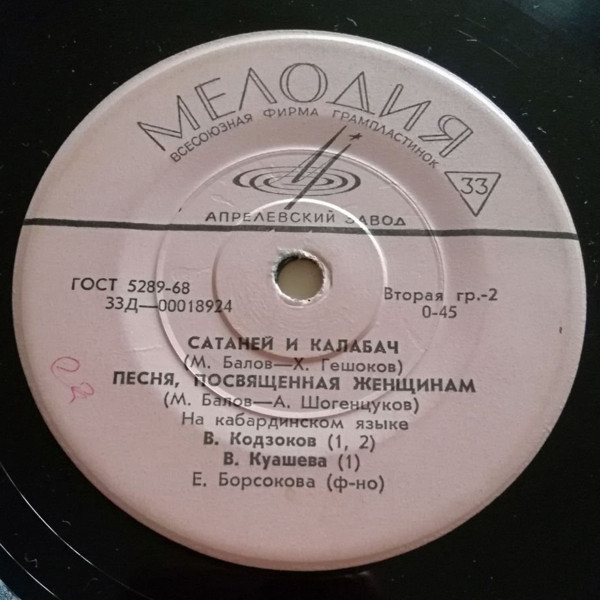 МЕЛОДИЯ
ВСЕСОЮЗНАЯ ФИРМА ГРАМПЛАСТИНОК
33
АПРЕЛЕВСКИЙ ЗАВОД
ГОСТ 5289-68
33Д—00018924
Вторая гр.-2
0-45
САТАНЕЙ И КАЛАБАЧ
(М. Балов—Х. Гешоков)
ПЕСНЯ, ПОСВЯЩЕННАЯ ЖЕНЩИНАМ
(М. Балов—А. Шогенцуков)
На кабардинском языке
В. Кодзоков (1, 2)
В. Куашева (1)
Е. Борсокова (ф-но)